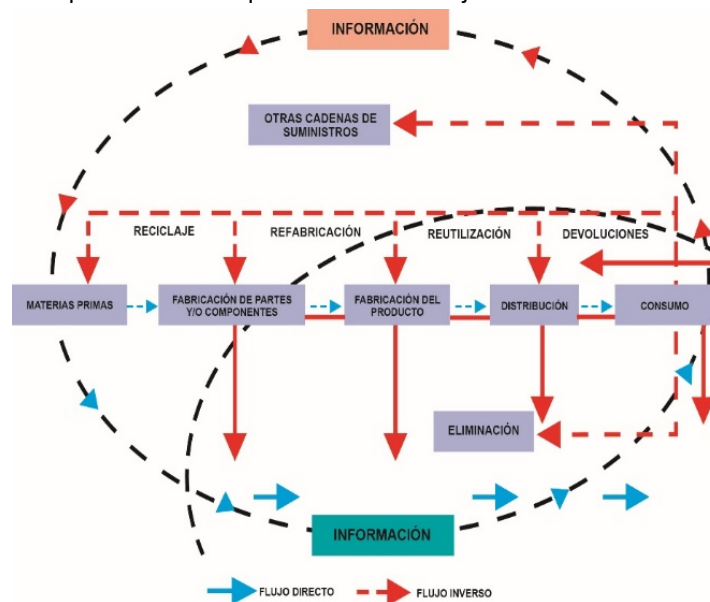 INFORMACIÓN
OTRAS CADENAS DE
SUMINISTROS
RECICLAJE
REFABRICACIÓN
REUTILIZACIÓN
DEVOLUCIONES
MATERIAS PRIMAS
FABRICACIÓN DE PARTES
Y/O COMPONENTES
FABRICACIÓN DEL
PRODUCTO
DISTRIBUCIÓN
CONSUMO
ELIMINACIÓN
INFORMACIÓN
FLUJO DIRECTO
FLUJO INVERSO